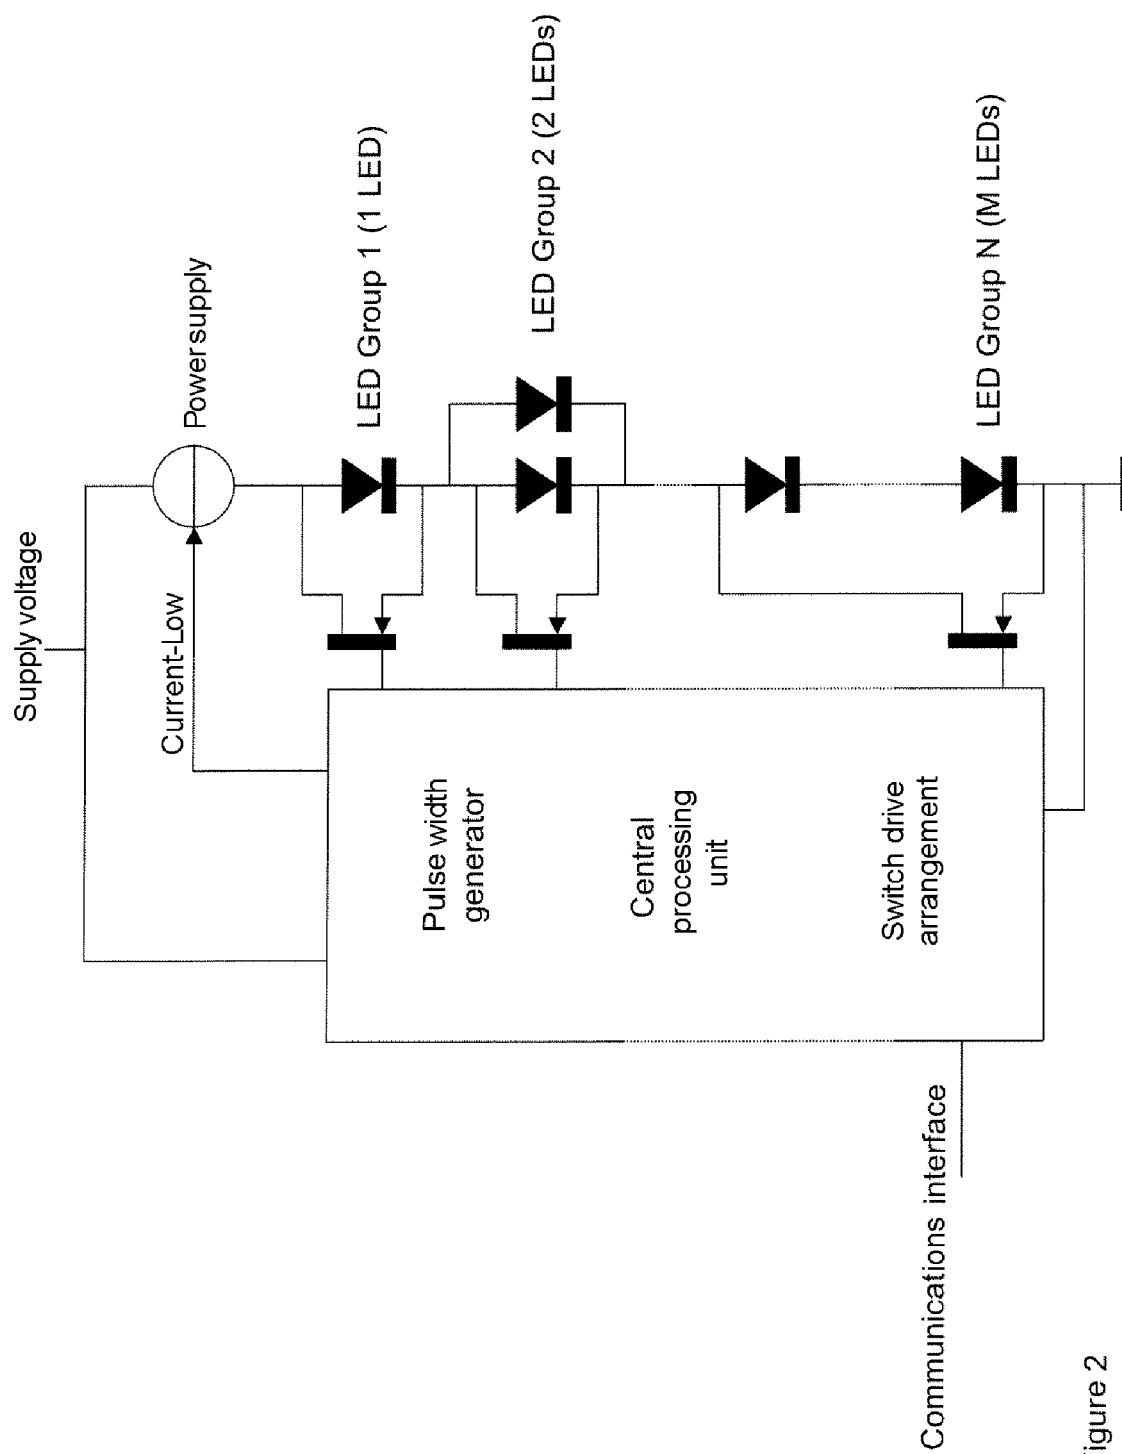 Supply voltage
Current-Low
Power supply
LED Group 1 (1 LED)
LED Group 2 (2 LEDs)
LED Group N (M LEDs)
Pulse width
generator
Central
processing
unit
Switch drive
arrangement
Communications interface
igure 2